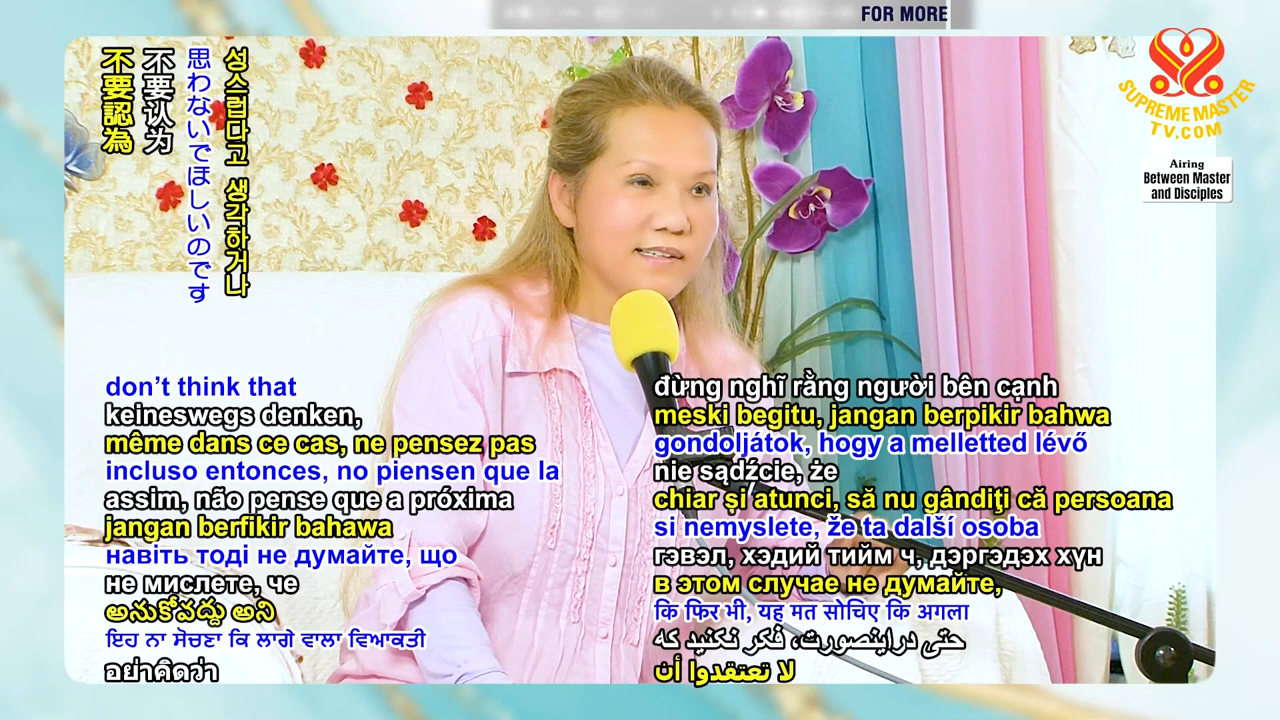 FOR MORE
SUPREME MASTER
TV.COM
Airing
Between Master
and Disciples
성스럽다고 생각하거나
思わないでほしいのです
不要认为
不要認為
don't think that
keineswegs denken,
même dans ce cas, ne pensez pas
incluso entonces, no piensen que la
assim, não pense que a próxima
jangan berfikir bahawa
навіть тоді не думайте, що
не мислете, че
అనుకోవద్దు అని
ਇਹ ਨਾ ਸੋਚਣਾ ਕਿ ਲਾਗੇ ਵਾਲਾ ਵਿਆਕਤੀ
อย่าคิดว่า
đừng nghĩ rằng người bên cạnh
meski begitu, jangan berpikir bahwa
gondoljátok, hogy a melletted lévő
nie sądźcie, że
chiar și atunci, să nu gândiţi că persoana
si nemyslete, že ta další osoba
гэвэл, хэдий тийм ч, дэргэдэх хүн
в этом случае не думайте,
कि फिर भी, यह मत सोचिए कि अगला
حتی دراینصورت، فکر نکنید که
لا تعتقدوا أن